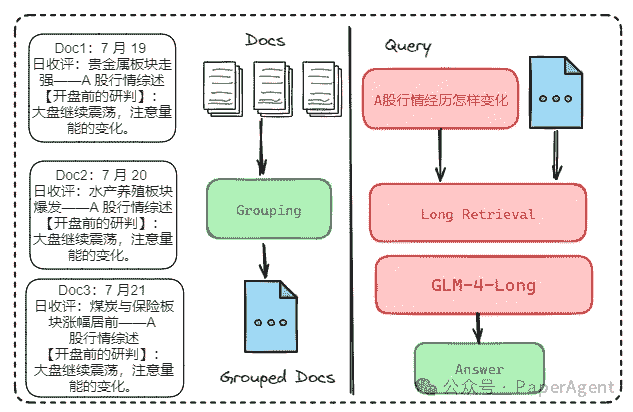 Doc1：7 月 19
日收评：贵金属板块走
强——A 股行情综述
【开盘前的研判】：
大盘继续震荡，注意量
能的变化。
Doc2：7 月 20
日收评：水产养殖板块
爆发——A 股行情综述
【开盘前的研判】：
大盘继续震荡，注意量
能的变化。
Doc3：7 月21
日收评：煤炭与保险板
块涨幅居前——A
股行情综述
【开盘前的研判】：
大盘继续震荡，注意量
能的变化。
Docs
Grouping
Grouped Docs
Query
A股行情经历怎样变化
Long Retrieval
GLM-4-Long
Answer
公众号：PaperAgent